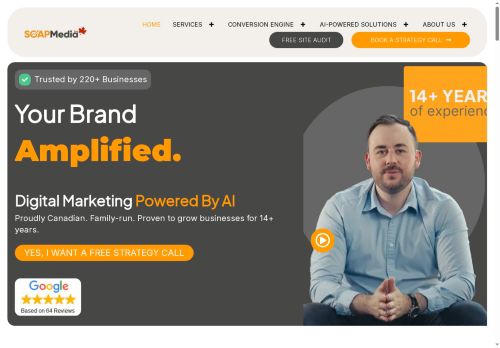 SOAPMedia
HOME
SERVICES +
CONVERSION ENGINE +
AI-POWERED SOLUTIONS +
ABOUT US +
FREE SITE AUDIT
BOOK A STRATEGY CALL →
Trusted by 220+ Businesses
14+ YEAR
of experienc
Your Brand
Amplified.
Digital Marketing Powered By AI
Proudly Canadian. Family-run. Proven to grow businesses for 14+
years.
YES, I WANT A FREE STRATEGY CALL
Google
Based on 64 Reviews